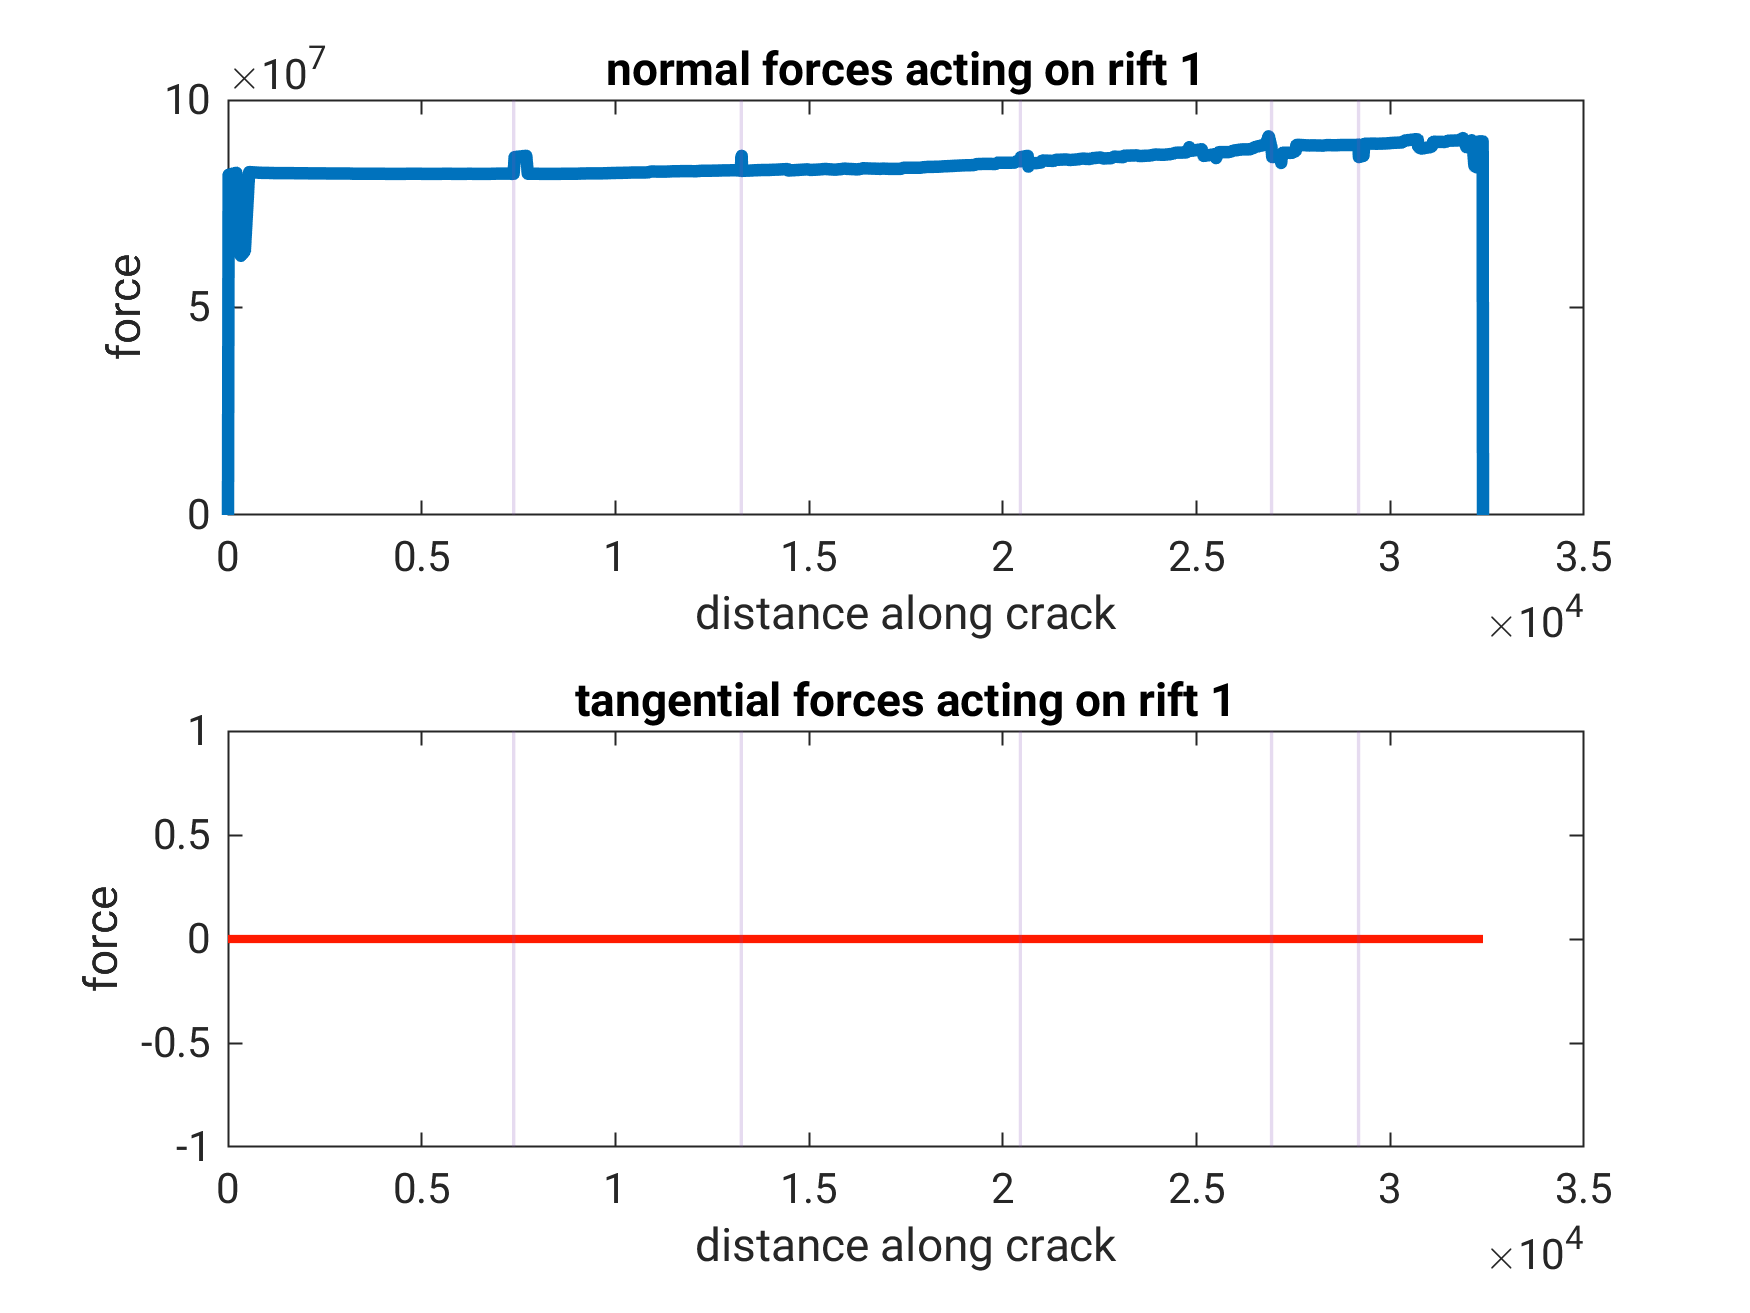 ×10^7
normal forces acting on rift 1
10
5
0
force
0 0.5 1 1.5 2 2.5 3 3.5
distance along crack
×10^4
tangential forces acting on rift 1
1
0.5
0
-0.5
-1
force
0 0.5 1 1.5 2 2.5 3 3.5
distance along crack
×10^4